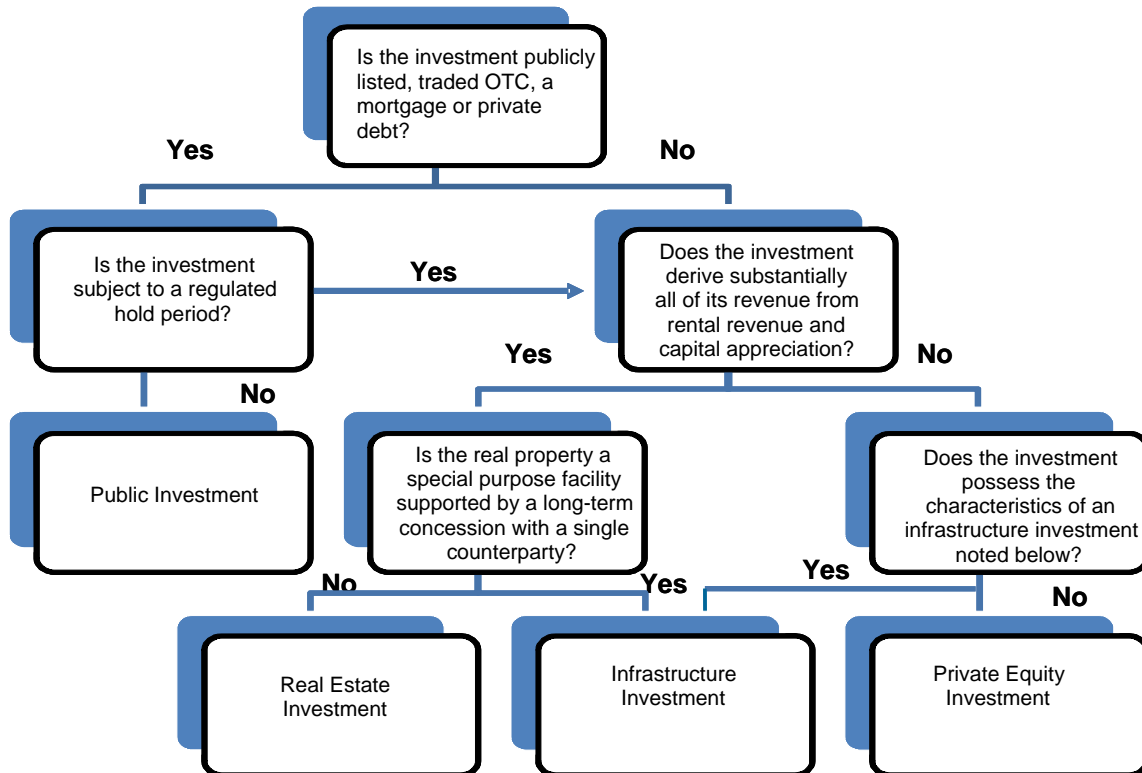 Is the investment publicly
listed, traded OTC, a
mortgage or private
debt?
Yes
No
Is the investment
subject to a regulated
hold period?
Yes
Does the investment
derive substantially
all of its revenue from
rental revenue and
capital appreciation?
No
Yes
No
Public Investment
Is the real property a
special purpose facility
supported by a long-term
concession with a single
counterparty?
Does the investment
possess the
characteristics of an
infrastructure investment
noted below?
No
Yes
Yes
No
Real Estate
Investment
Infrastructure
Investment
Private Equity
Investment